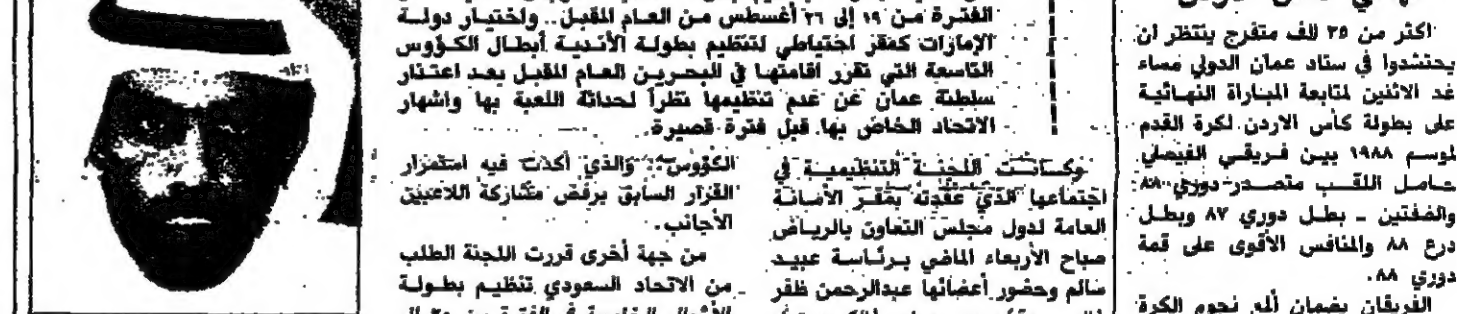 اكثر من ٣٥ الف متفرج ينتظر ان
يحتشدوا في ستاد عمان الدولي مساء
غد الاثنين لمتابعة المباراة النهائية
على بطولة كأس الاردن لكرة القدم
لموسم ١٩٨٨ بين فريقي الفيصلي
حامل اللقب متصدر دوري ٨٨
والضفتين - بطل دوري ٨٧ وبطل
درع ٨٨ والمنافس الأقوى على قمة
دوري ٨٨.
الفريقان يضمان ألمع نجوم الكرة
الفترة من ١٩ إلى ٢٦ أغسطس من العام المقبل.. واختيار دولة
الإمارات كمقر احتياطي لتنظيم بطولة الأندية أبطال الكؤوس
التاسعة التي تقرر اقامتها في البحرين العام المقبل بعد اعتذار
سلطنة عمان عن عدم تنظيمها نظراً لحداثة اللعبة بها واشهار
الاتحاد الخاص بها قبل فترة قصيرة.
وكانت اللجنة التنظيمية في
اجتماعها الذي عقدته بمقر الأمانة
العامة لدول مجلس التعاون بالرياض
صباح الأربعاء الماضي برئاسة عبيد
سالم وحضور أعضائها عبدالرحمن ظفر
الكؤوس، والذي أكدت فيه استمرار
القرار السابق برفض مشاركة اللاعبين
الأجانب.
من جهة أخرى قررت اللجنة الطلب
من الاتحاد السعودي تنظيم بطولة